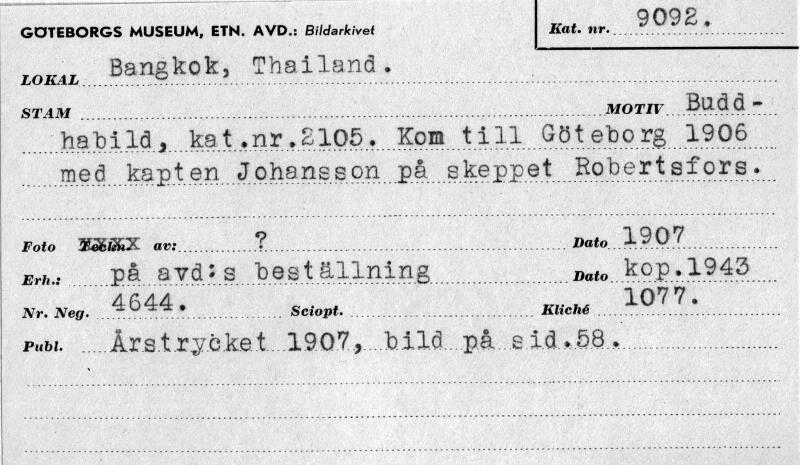 GÖTEBORGS MUSEUM, ETN. AVD.: Bildarkivet
Kat. nr. 9092.
LOKAL Bangkok, Thailand.
STAM MOTIV Budd-
habild, kat.nr.2105. Kom till Göteborg 1906
med kapten Johansson på skeppet Robertsfors.
Foto Teckn. av: ? Dato 1907
Erh.: på avd:s beställning Dato kop.1943
Nr. Neg. 4644. Sciopt. Kliché 1077.
Publ. Årstrycket 1907, bild på sid.58.